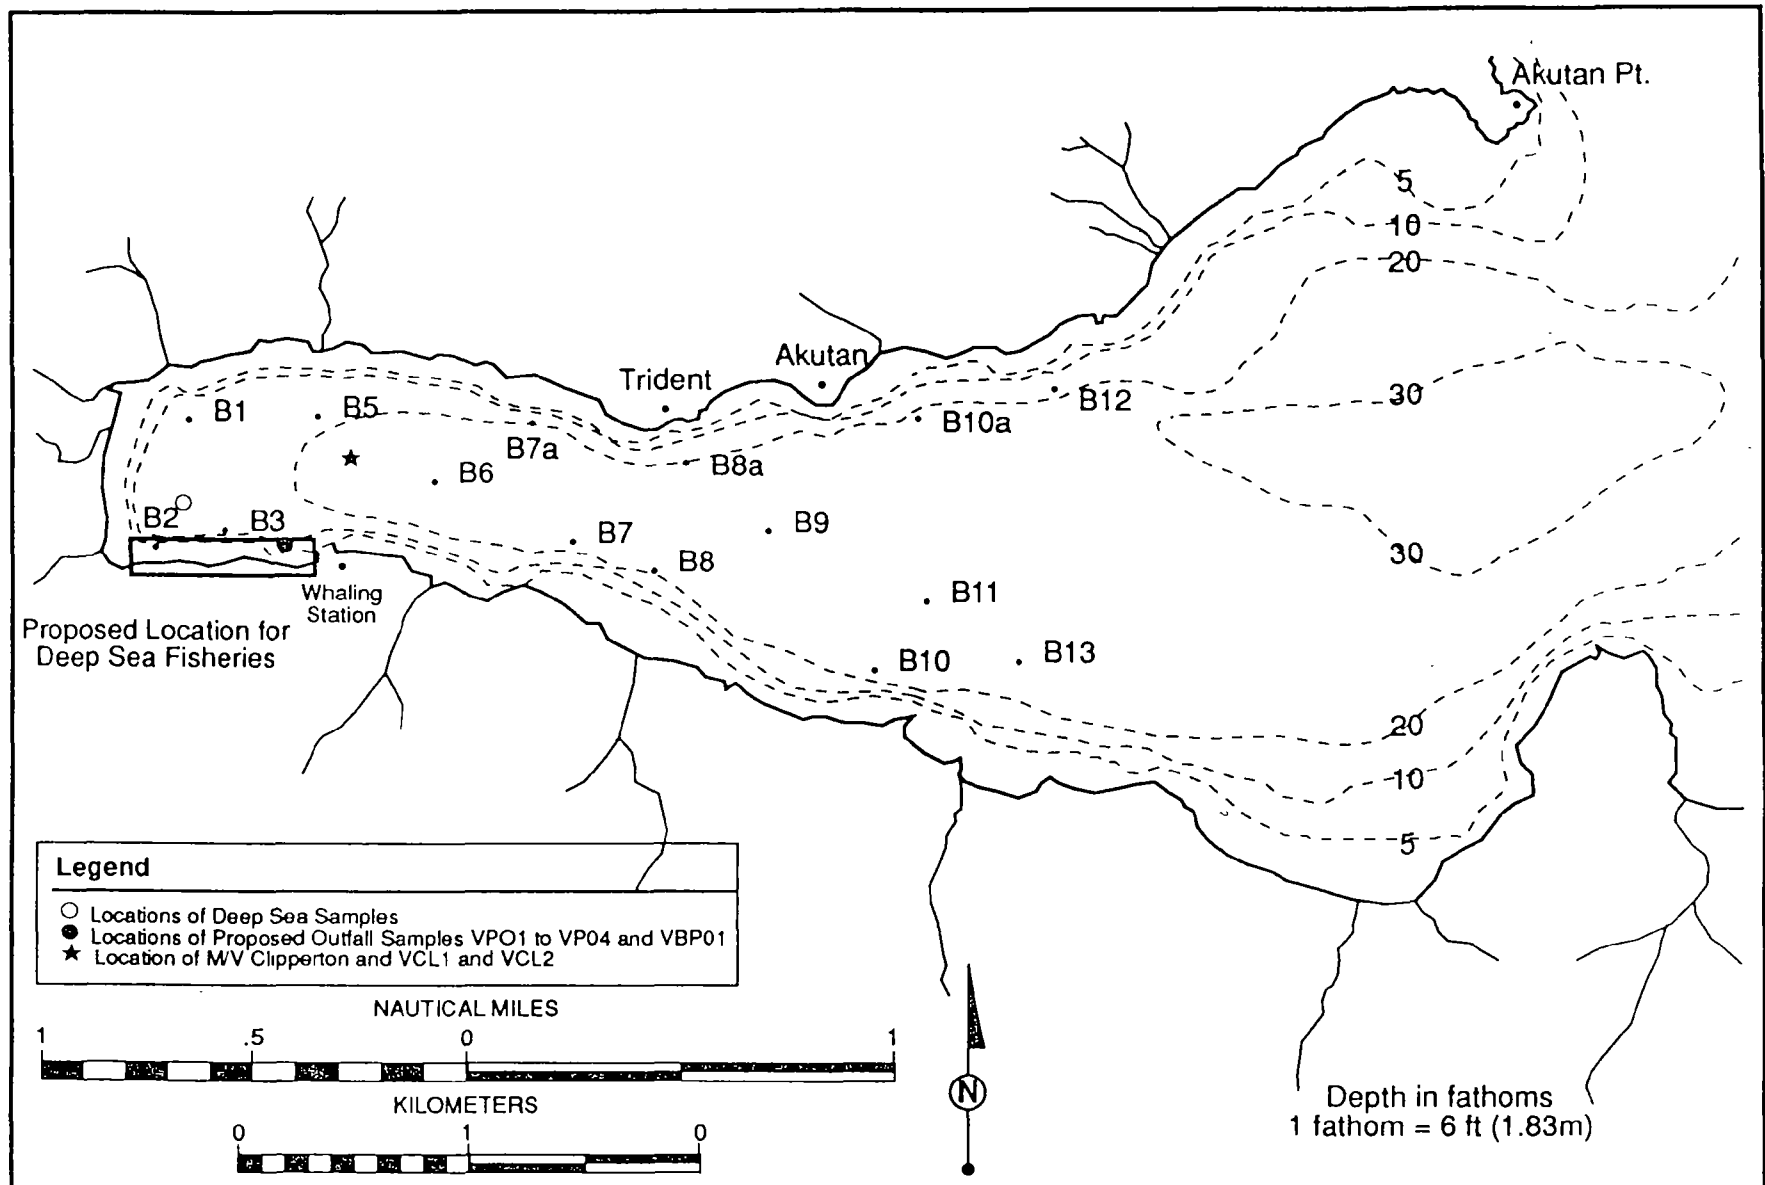 Akutan Pt.
5
10
20
Akutan
Trident
30
B12
B1
B5
B10a
B7a
B8a
B6
B2
B3
B9
B7
30
B8
Whaling
Station
B11
Proposed Location for
Deep Sea Fisheries
B10
B13
20
10
5
Legend
Locations of Deep Sea Samples
Locations of Proposed Outfall Samples VPO1 to VP04 and VBP01
Location of M/V Clipperton and VCL1 and VCL2
NAUTICAL MILES
1 .5 0 1
KILOMETERS
0 1 0
N
Depth in fathoms
1 fathom = 6 ft (1.83m)